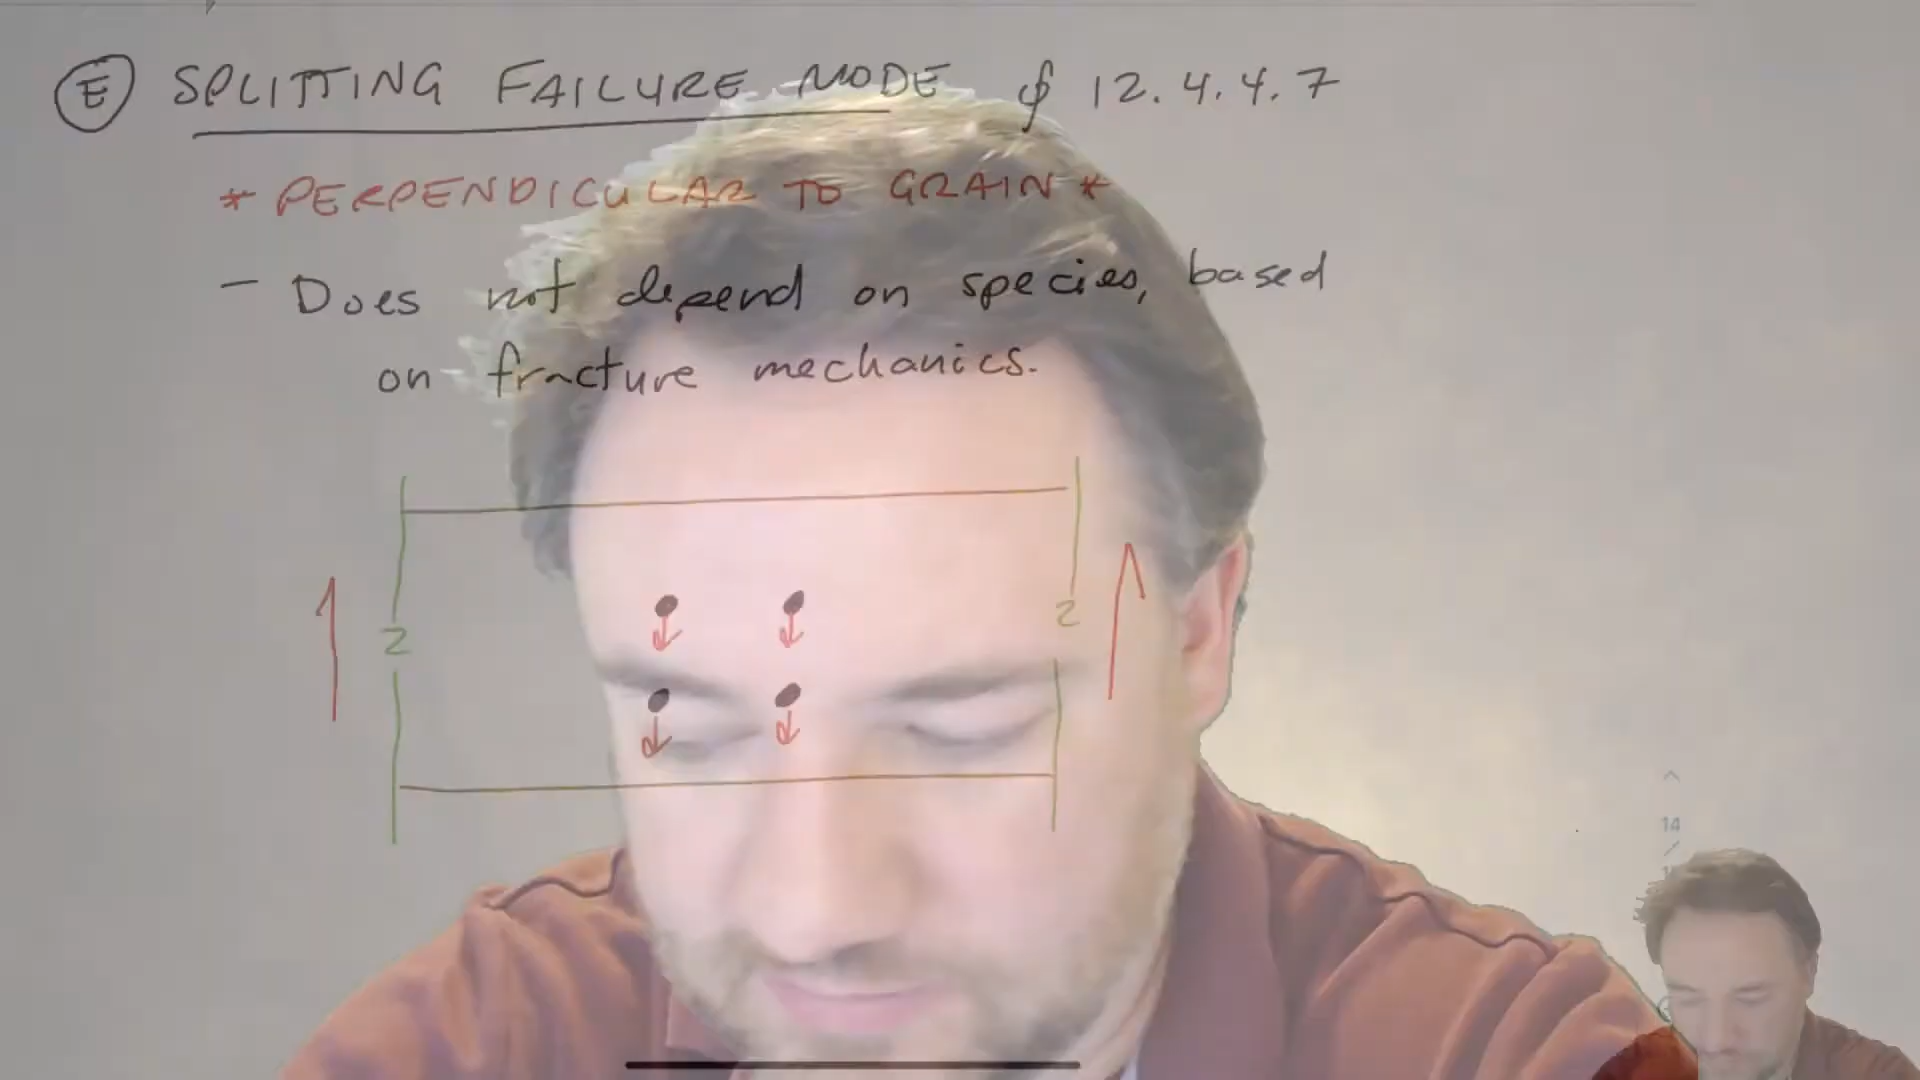 E SPLITTING FAILURE MODE § 12.4.4.7
* PERPENDICULAR TO GRAIN *
- Does not depend on species, based
on fracture mechanics.
2
2
14